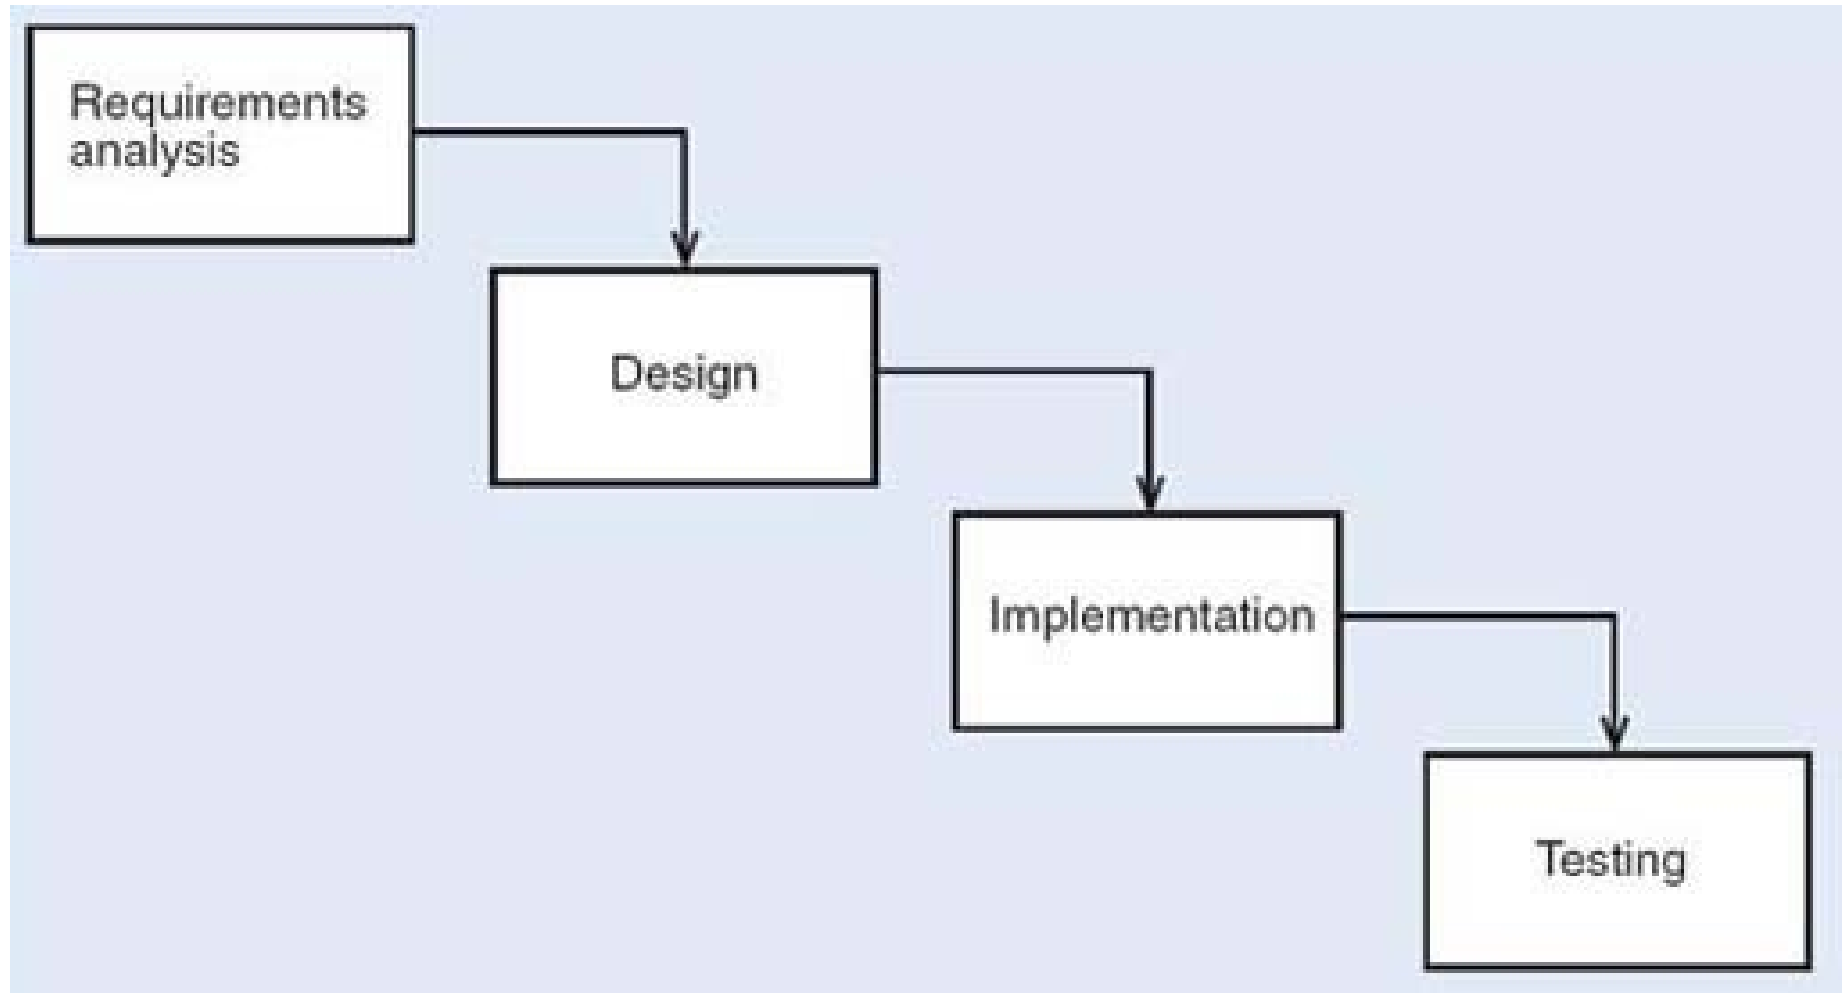 Requirements
analysis
Design
Implementation
Testing